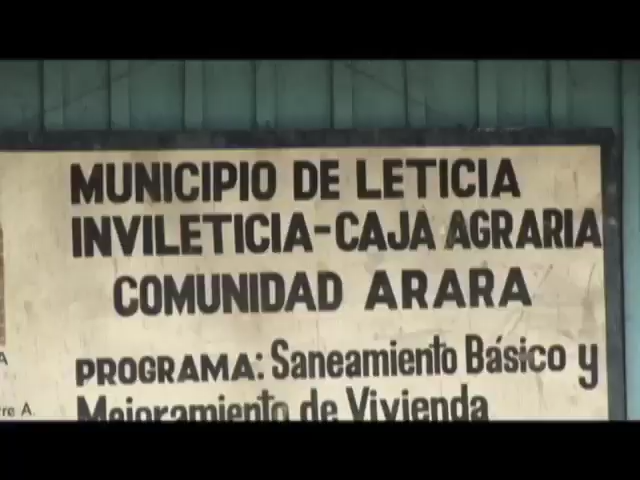 MUNICIPIO DE LETICIA
INVILETICIA-CAJA AGRARIA
COMUNIDAD ARARA
PROGRAMA: Saneamiento Básico y
Mejoramiento de Vivienda
A.